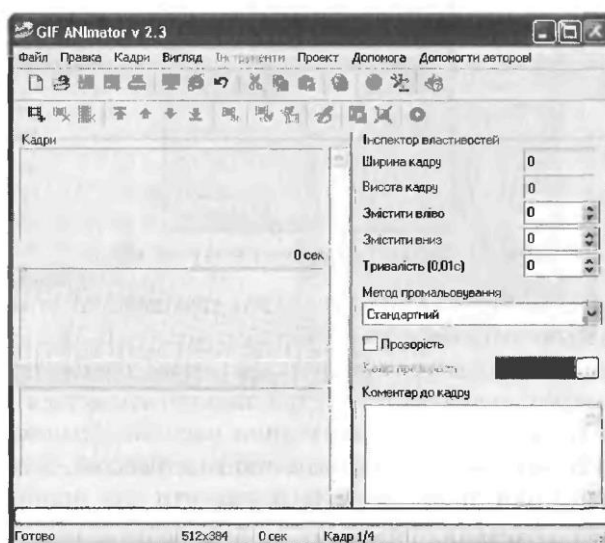 GIF ANImator v 2.3
Файл Правка Кадри Вигляд Інструменти Проект Допомога Допомогти авторові
Кадри
0 сек
Інспектор властивостей
Ширина кадру 0
Висота кадру 0
Змістити вліво 0
Змістити вниз 0
Тривалість (0,01с) 0
Метод промальовування
Стандартний
Прозорість
Коментар до кадру
Готово 512x384 0 сек Кадр 1/4